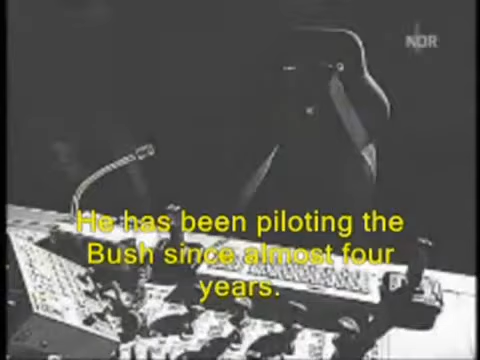 NDR
He has been piloting the
Bush since almost four
years.